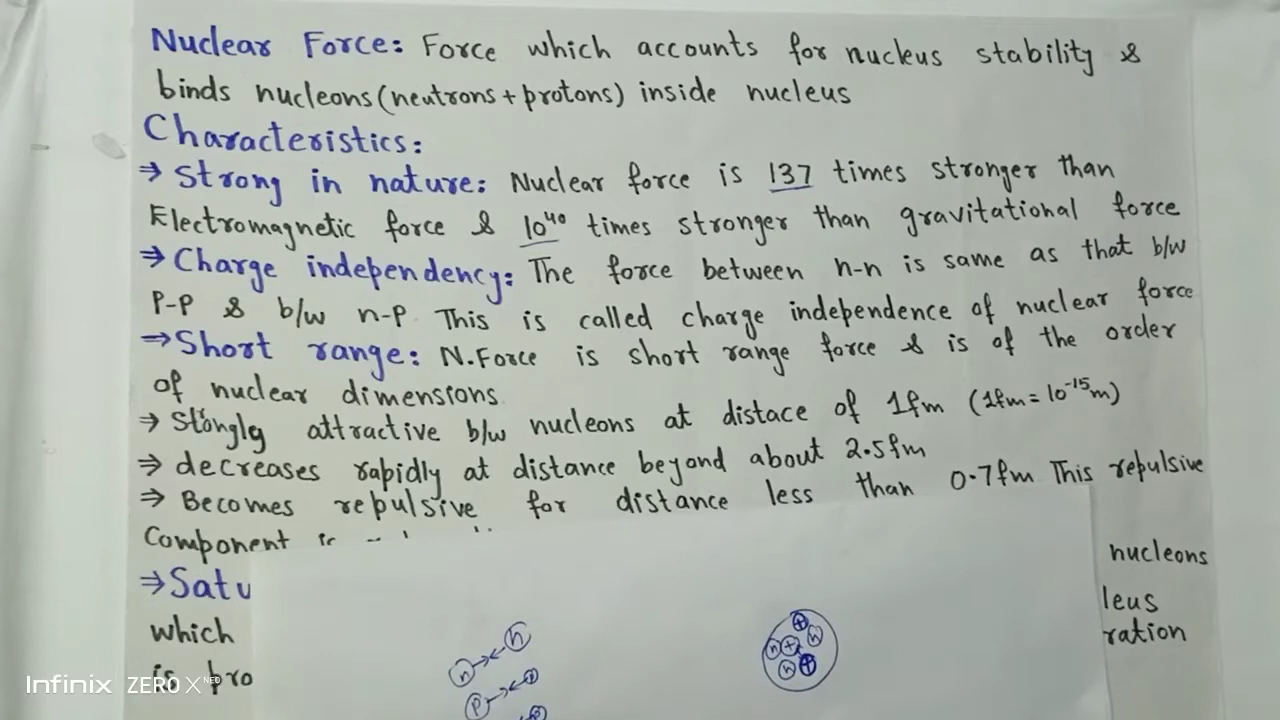 Nuclear Force: Force which accounts for nucleus stability &
binds nucleons (neutrons + protons) inside nucleus
Characteristics:
⇒ Strong in nature: Nuclear force is 137 times stronger than
Electromagnetic force & 10⁴⁰ times stronger than gravitational force
⇒ Charge independency: The force between n-n is same as that b/w
P-P & b/w n-p This is called charge independence of nuclear force
⇒ Short range: N.Force is short range force & is of the order
of nuclear dimensions
⇒ Stongly attractive b/w nucleons at distace of 1fm (1fm = 10⁻¹⁵m)
⇒ decreases rapidly at distance beyond about 2.5fm
⇒ Becomes repulsive for distance less than 0.7fm This repulsive
Component is
nucleons
⇒ Satu
leus
which
ration
is pro
n n
p
+ n n + n +
Infinix ZERO X NEO